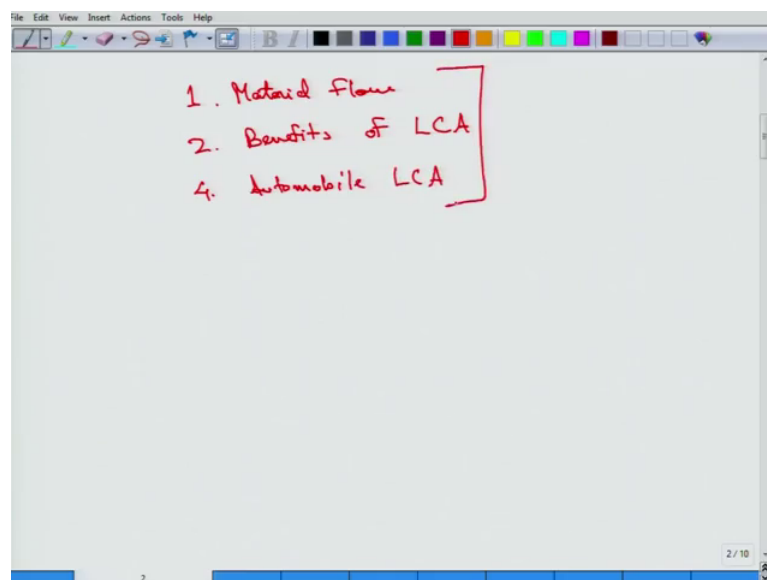 File Edit View Insert Actions Tools Help
1. Material Flow
2. Benefits of LCA
4. Automobile LCA
2 / 10
2